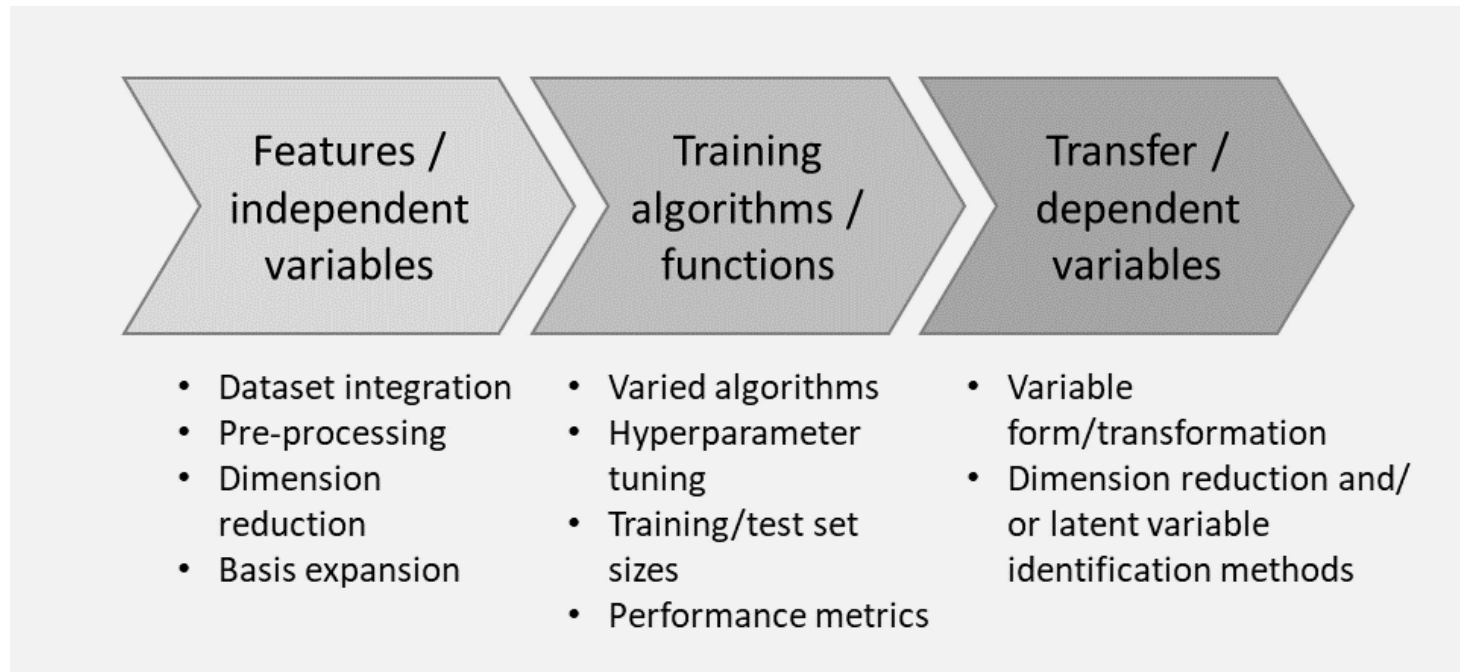 Features /
independent
variables
Training
algorithms /
functions
Transfer /
dependent
variables
• Dataset integration
• Pre-processing
• Dimension
reduction
• Basis expansion
• Varied algorithms
• Hyperparameter
tuning
• Training/test set
sizes
• Performance metrics
• Variable
form/transformation
• Dimension reduction and/
or latent variable
identification methods